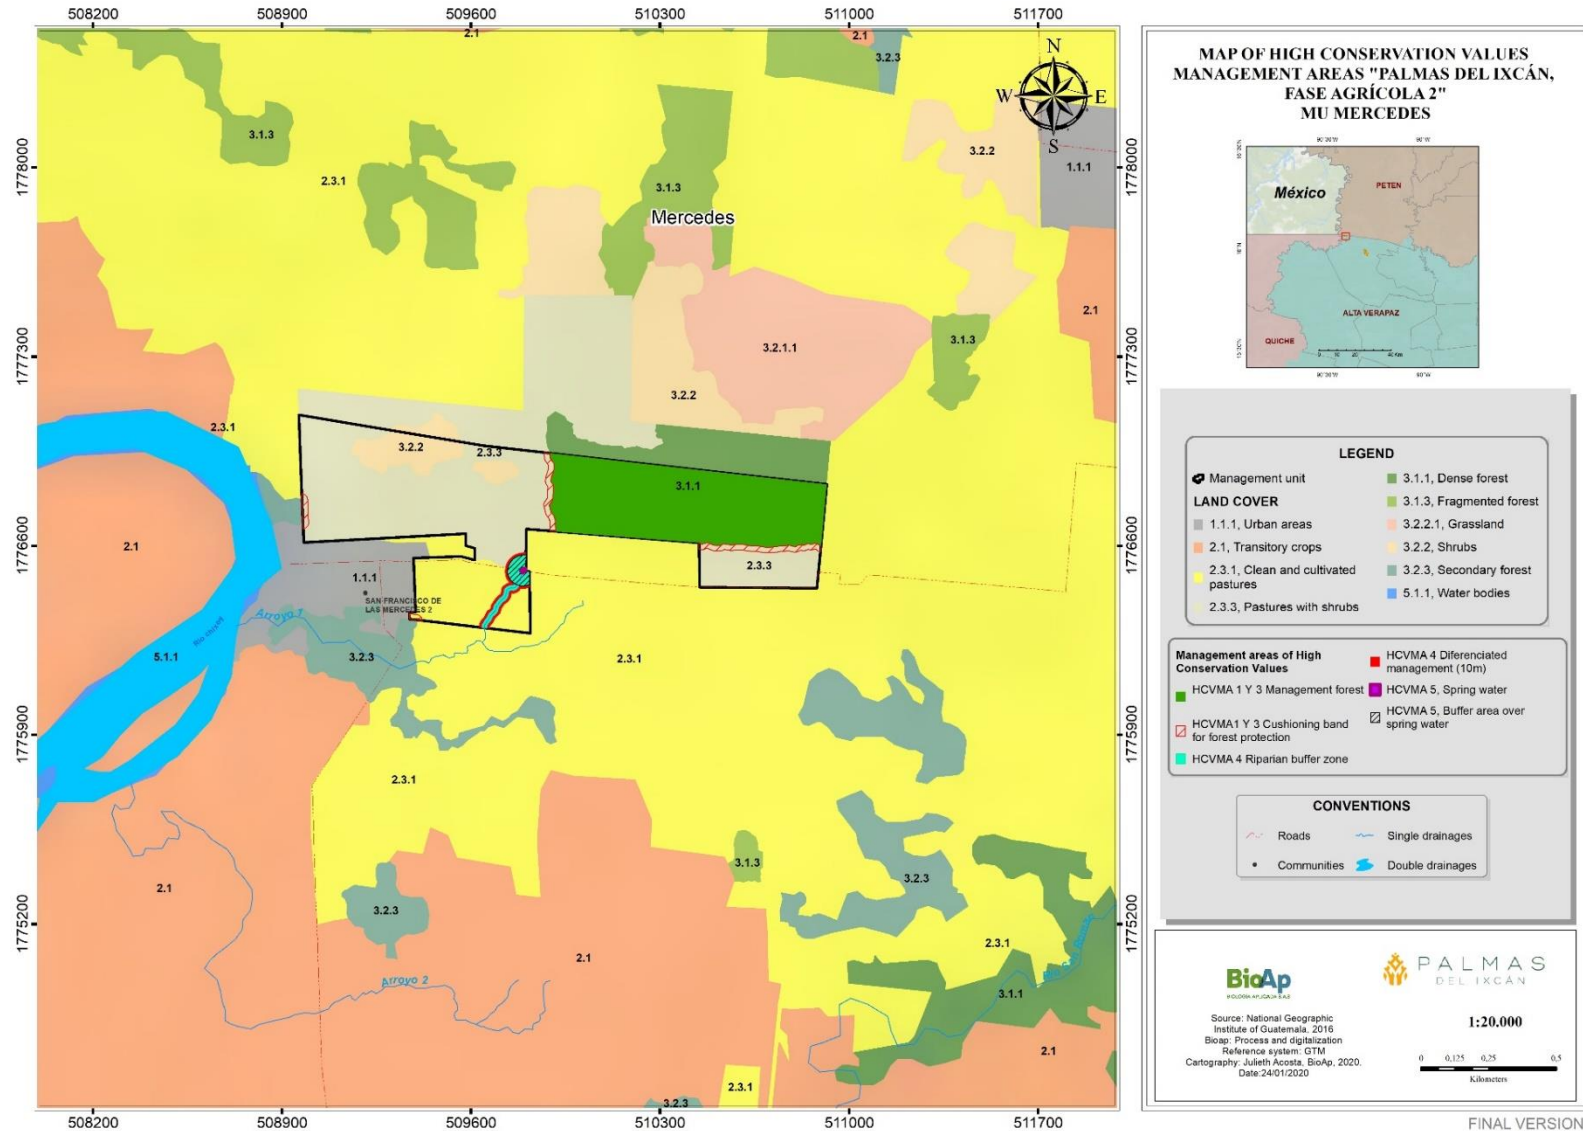 508200 508900 509600 510300 511000 511700
2.1
2.1
3.2.3
N
W E
S
3.1.3
3.2.2
1778000
1778000
1.1.1
2.3.1
3.1.3
Mercedes
2.1
1777300
1777300
3.2.1.1
3.1.3
3.2.2
2.3.1
3.2.2
2.3.3
3.1.1
1776600
1776600
2.1
2.3.3
1.1.1
SAN FRANCISCO DE
LAS MERCEDES 2
Arroyo 1
5.1.1
3.2.3
2.3.1
1775900
1775900
2.3.1
3.1.3
2.1
3.2.3
3.2.3
1775200
1775200
2.3.1
2.1
Arroyo 2
3.1.1
2.1
2.3.1
3.2.3
508200 508900 509600 510300 511000 511700
MAP OF HIGH CONSERVATION VALUES
MANAGEMENT AREAS "PALMAS DEL IXCÁN,
FASE AGRÍCOLA 2"
MU MERCEDES
México
PETEN
ALTA VERAPAZ
QUICHE
LEGEND
Management unit
LAND COVER
1.1.1, Urban areas
2.1, Transitory crops
2.3.1, Clean and cultivated
pastures
2.3.3, Pastures with shrubs
3.1.1, Dense forest
3.1.3, Fragmented forest
3.2.2.1, Grassland
3.2.2, Shrubs
3.2.3, Secondary forest
5.1.1, Water bodies
Management areas of High
Conservation Values
HCVMA 1 Y 3 Management forest
HCVMA1 Y 3 Cushioning band
for forest protection
HCVMA 4 Riparian buffer zone
HCVMA 4 Diferenciated
management (10m)
HCVMA 5, Spring water
HCVMA 5, Buffer area over
spring water
CONVENTIONS
Roads
Communities
Single drainages
Double drainages
BioAp
BIOLOGÍA APLICADA S.A.S
Source: National Geographic
Institute of Guatemala, 2016
Bioap: Process and digitalization
Reference system: GTM
Cartography: Julieth Acosta, BioAp, 2020.
Date:24/01/2020
PALMAS
DEL IXCÁN
1:20.000
0 0,125 0,25 0,5
Kilometers
FINAL VERSION